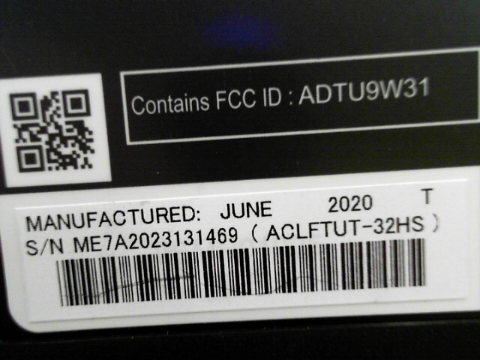 Contains FCC ID : ADTU9W31
MANUFACTURED: JUNE 2020 T
S/N ME7A2023131469 ( ACLFTUT-32HS )